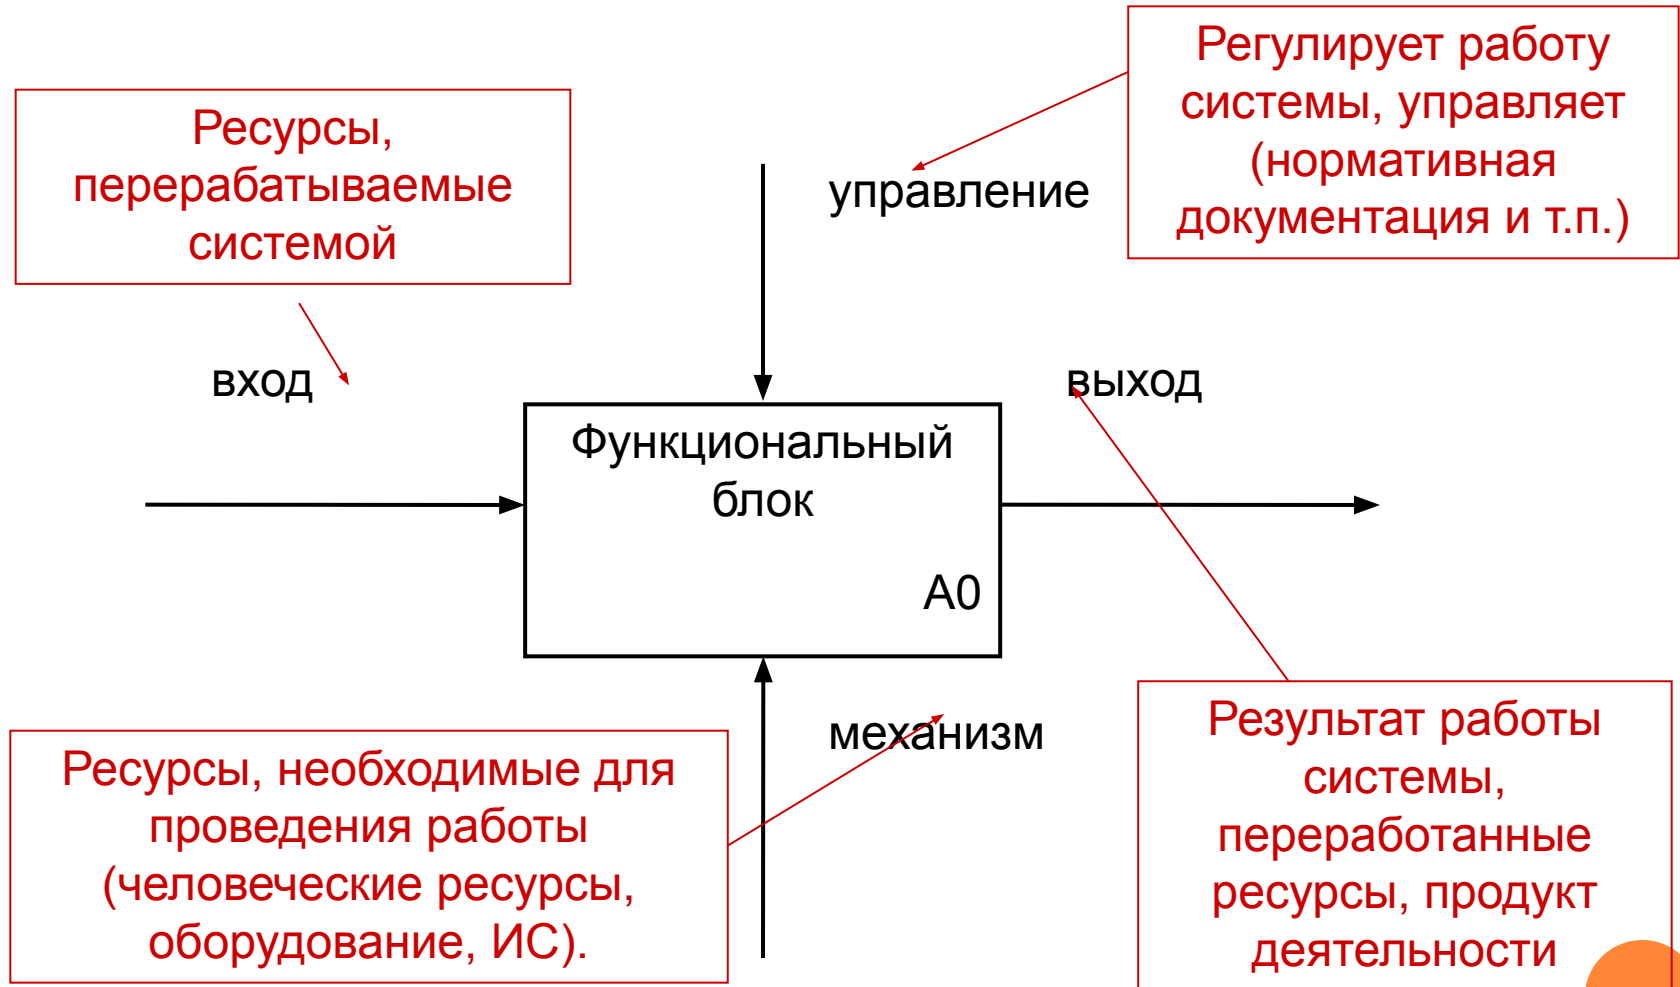 Регулирует работу
системы, управляет
(нормативная
документация и т.п.)
Ресурсы,
перерабатываемые
системой
управление
вход
выход
Функциональный
блок
А0
механизм
Ресурсы, необходимые для
проведения работы
(человеческие ресурсы,
оборудование, ИС).
Результат работы
системы,
переработанные
ресурсы, продукт
деятельности